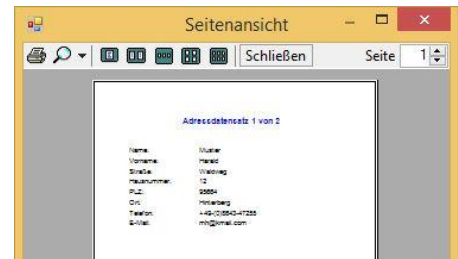 Seitenansicht
Schließen
Seite 1
Adressdatensatz 1 von 2
Name: Muster
Vorname: Harald
Straße: Waldweg
Hausnummer: 12
PLZ: 93664
Ort: Hinterberg
Telefon: +49-(0)8643-47255
E-Mail: mh@kmail.com